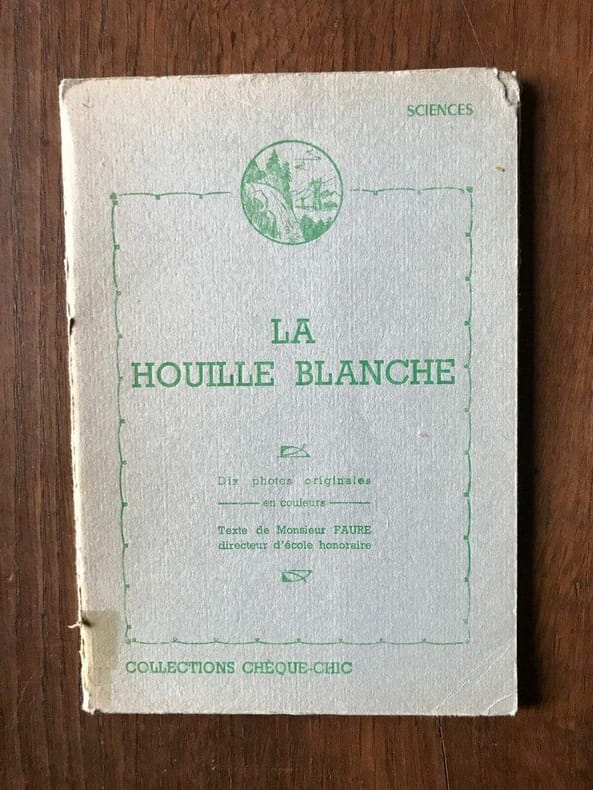 SCIENCES
LA
HOUILLE BLANCHE
Dix photos originales
en couleurs
Texte de Monsieur FAURE
directeur d'école honoraire
COLLECTIONS CHÈQUE-CHIC